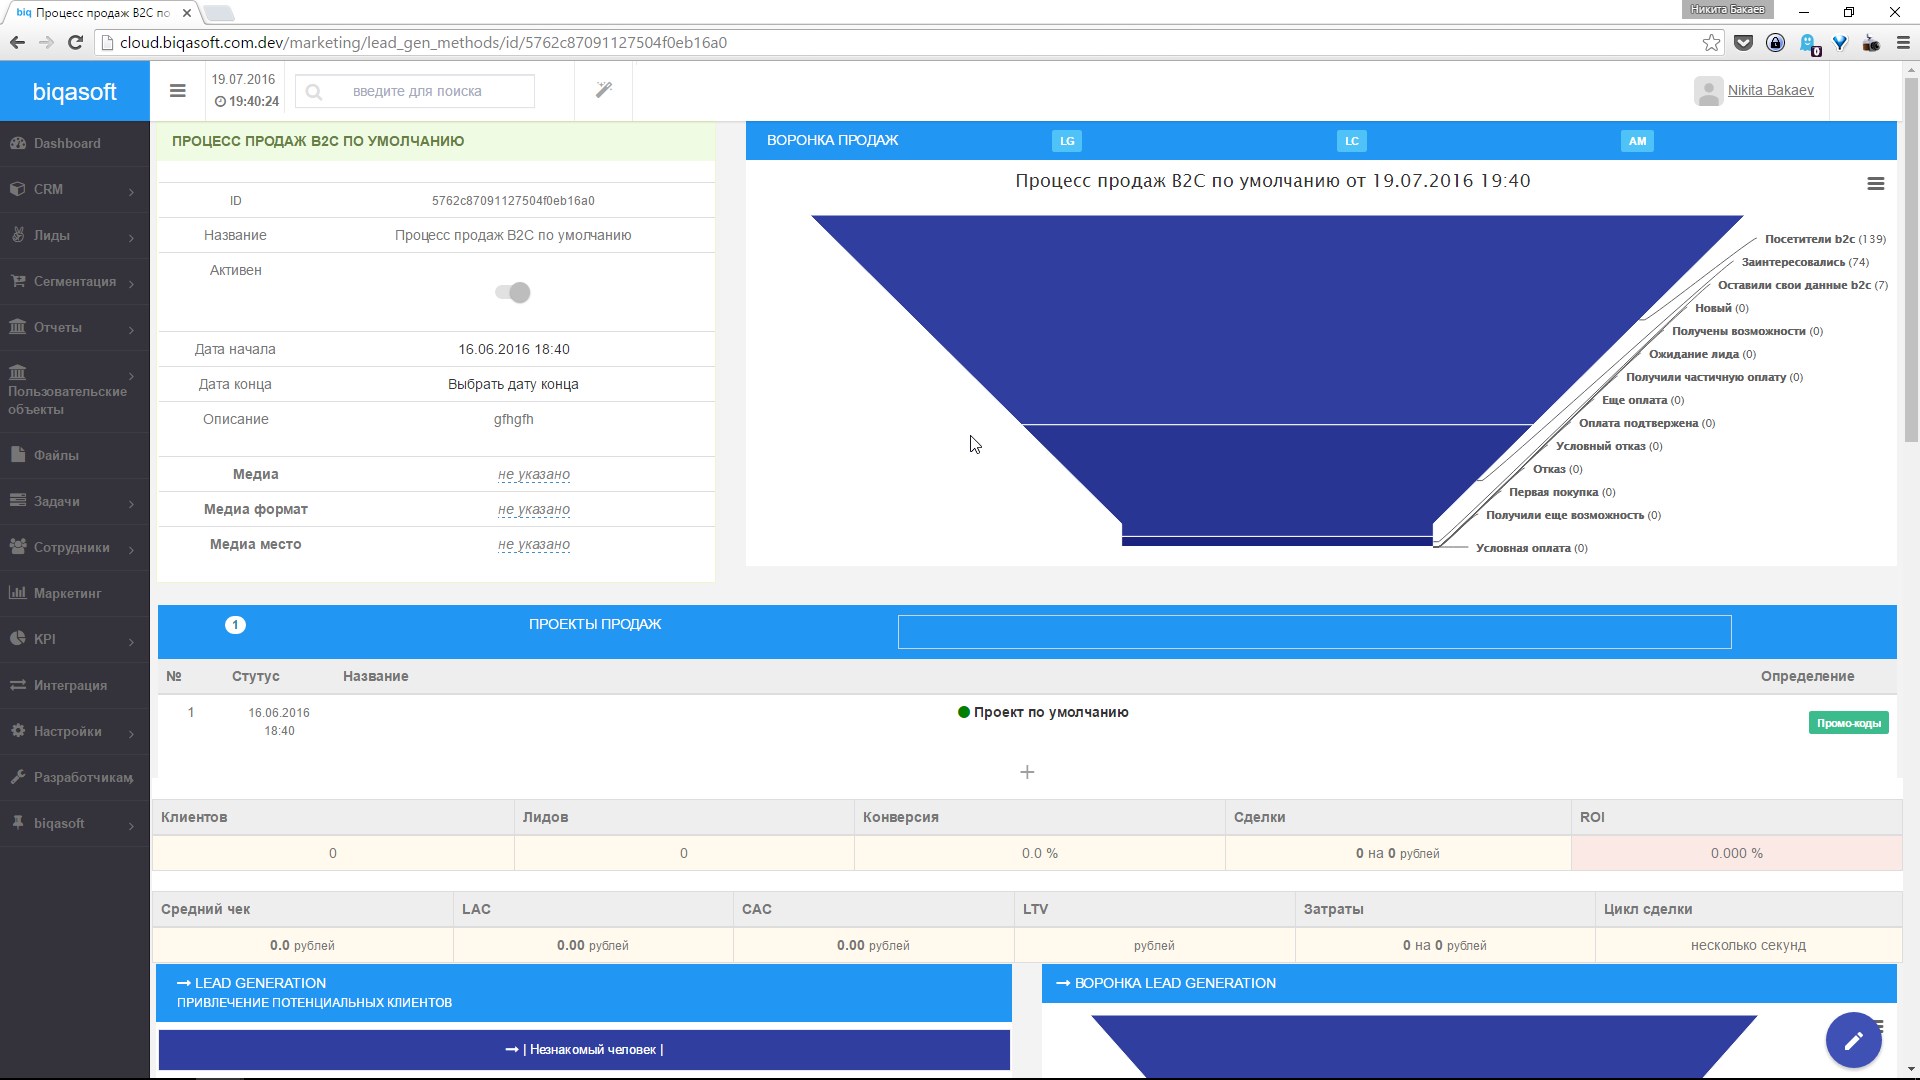 biq Процесс продаж B2C по
Никита Бакаев
cloud.biqasoft.com.dev/marketing/lead_gen_methods/id/5762c87091127504f0eb16a0
0
biqasoft
19.07.2016
19:40:24
введите для поиска
Nikita Bakaev
Dashboard
CRM
Лиды
Сегментация
Отчеты
Пользовательские
объекты
Файлы
Задачи
Сотрудники
Маркетинг
KPI
Интеграция
Настройки
Разработчикам
biqasoft
ПРОЦЕСС ПРОДАЖ B2C ПО УМОЛЧАНИЮ
ID 5762c87091127504f0eb16a0
Название Процесс продаж B2C по умолчанию
Активен
Дата начала 16.06.2016 18:40
Дата конца Выбрать дату конца
Описание gfhgfh
Медиа не указано
Медиа формат не указано
Медиа место не указано
ВОРОНКА ПРОДАЖ LG LC AM
Процесс продаж B2C по умолчанию от 19.07.2016 19:40
Посетители b2c (139)
Заинтересовались (74)
Оставили свои данные b2c (7)
Новый (0)
Получены возможности (0)
Ожидание лида (0)
Получили частичную оплату (0)
Еще оплата (0)
Оплата подтвержена (0)
Условный отказ (0)
Отказ (0)
Первая покупка (0)
Получили еще возможность (0)
Условная оплата (0)
1 ПРОЕКТЫ ПРОДАЖ
№ Стутус Название Определение
1 16.06.2016 Проект по умолчанию Промо-коды
18:40
Клиентов Лидов Конверсия Сделки ROI
0 0 0.0 % 0 на 0 рублей 0.000 %
Средний чек LAC CAC LTV Затраты Цикл сделки
0.0 рублей 0.00 рублей 0.00 рублей рублей 0 на 0 рублей несколько секунд
LEAD GENERATION
ПРИВЛЕЧЕНИЕ ПОТЕНЦИАЛЬНЫХ КЛИЕНТОВ
| Незнакомый человек |
ВОРОНКА LEAD GENERATION